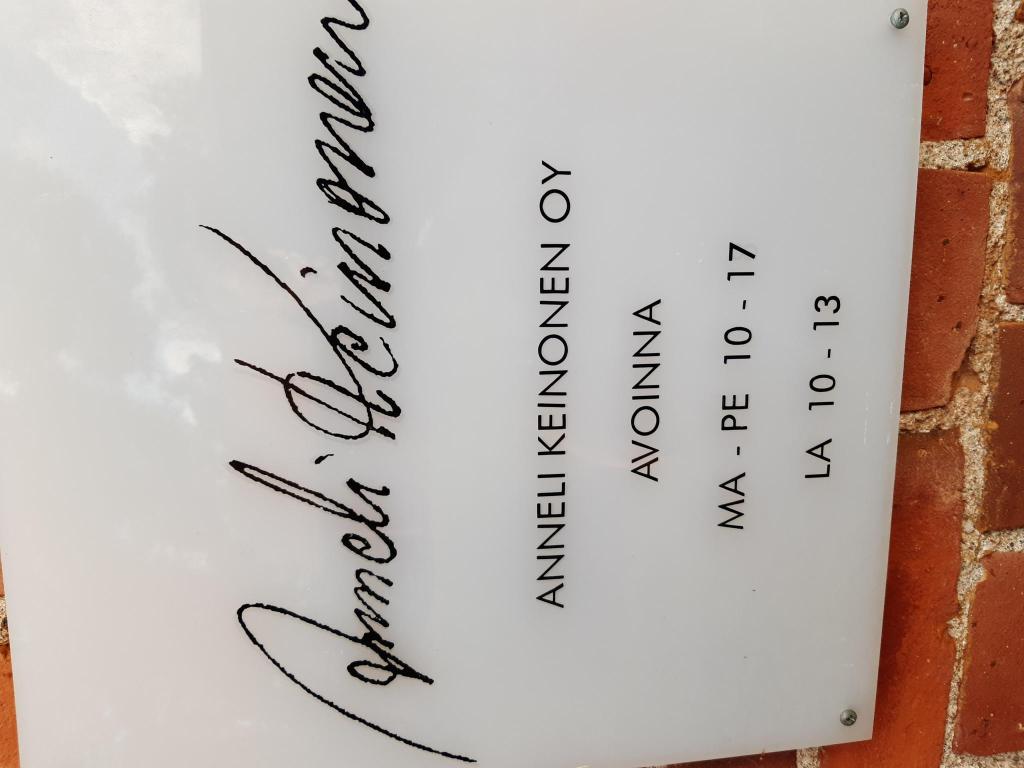 Anneli Keinonen
ANNELI KEINONEN OY
AVOINNA
MA - PE 10 - 17
LA 10 - 13